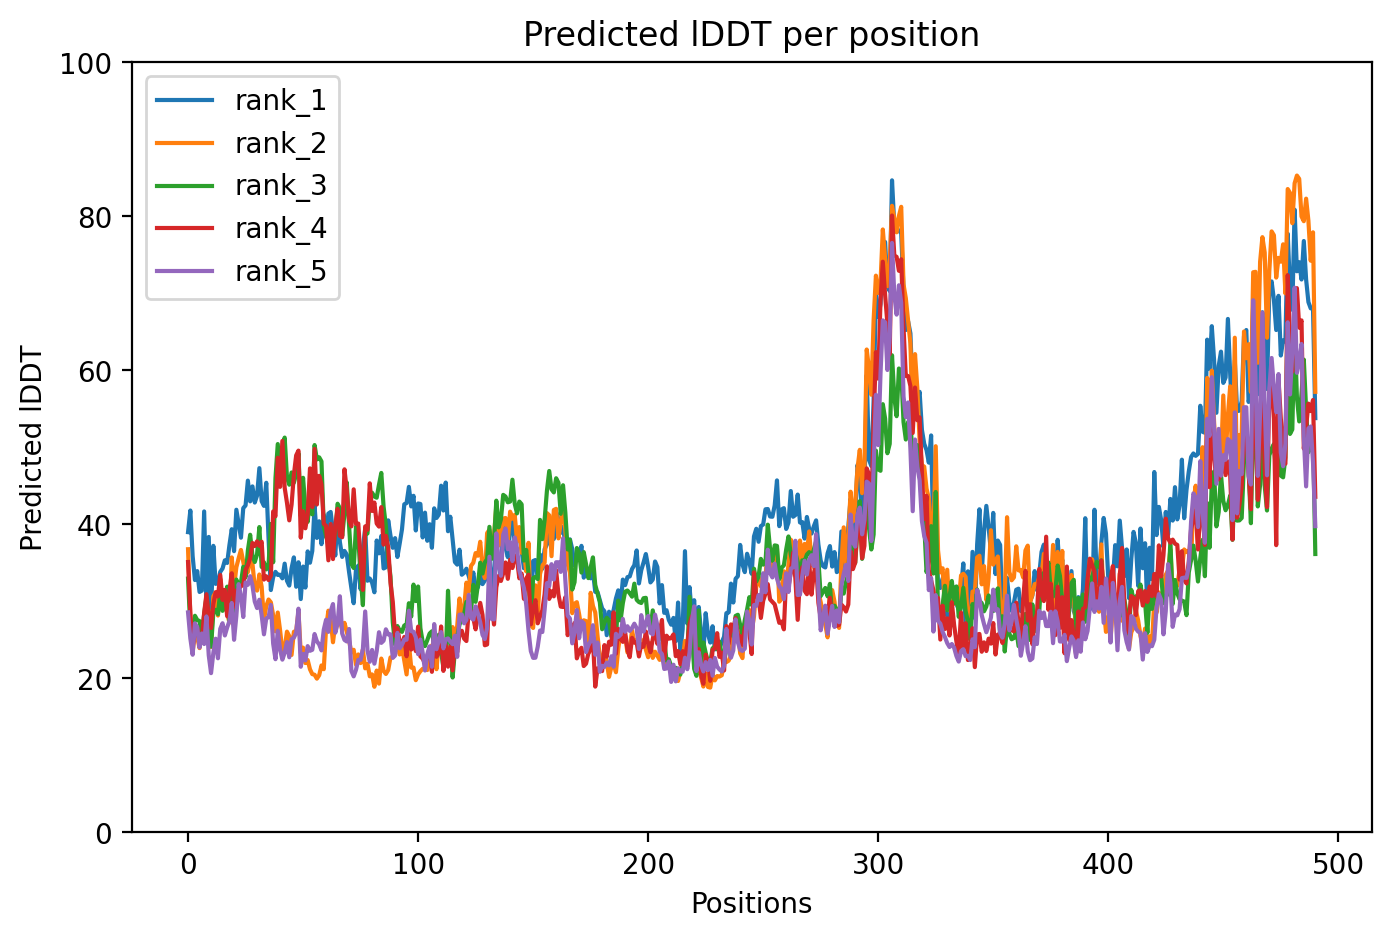 Predicted lDDT per position
100
80
60
40
20
0
Predicted lDDT
rank_1
rank_2
rank_3
rank_4
rank_5
0 100 200 300 400 500
Positions